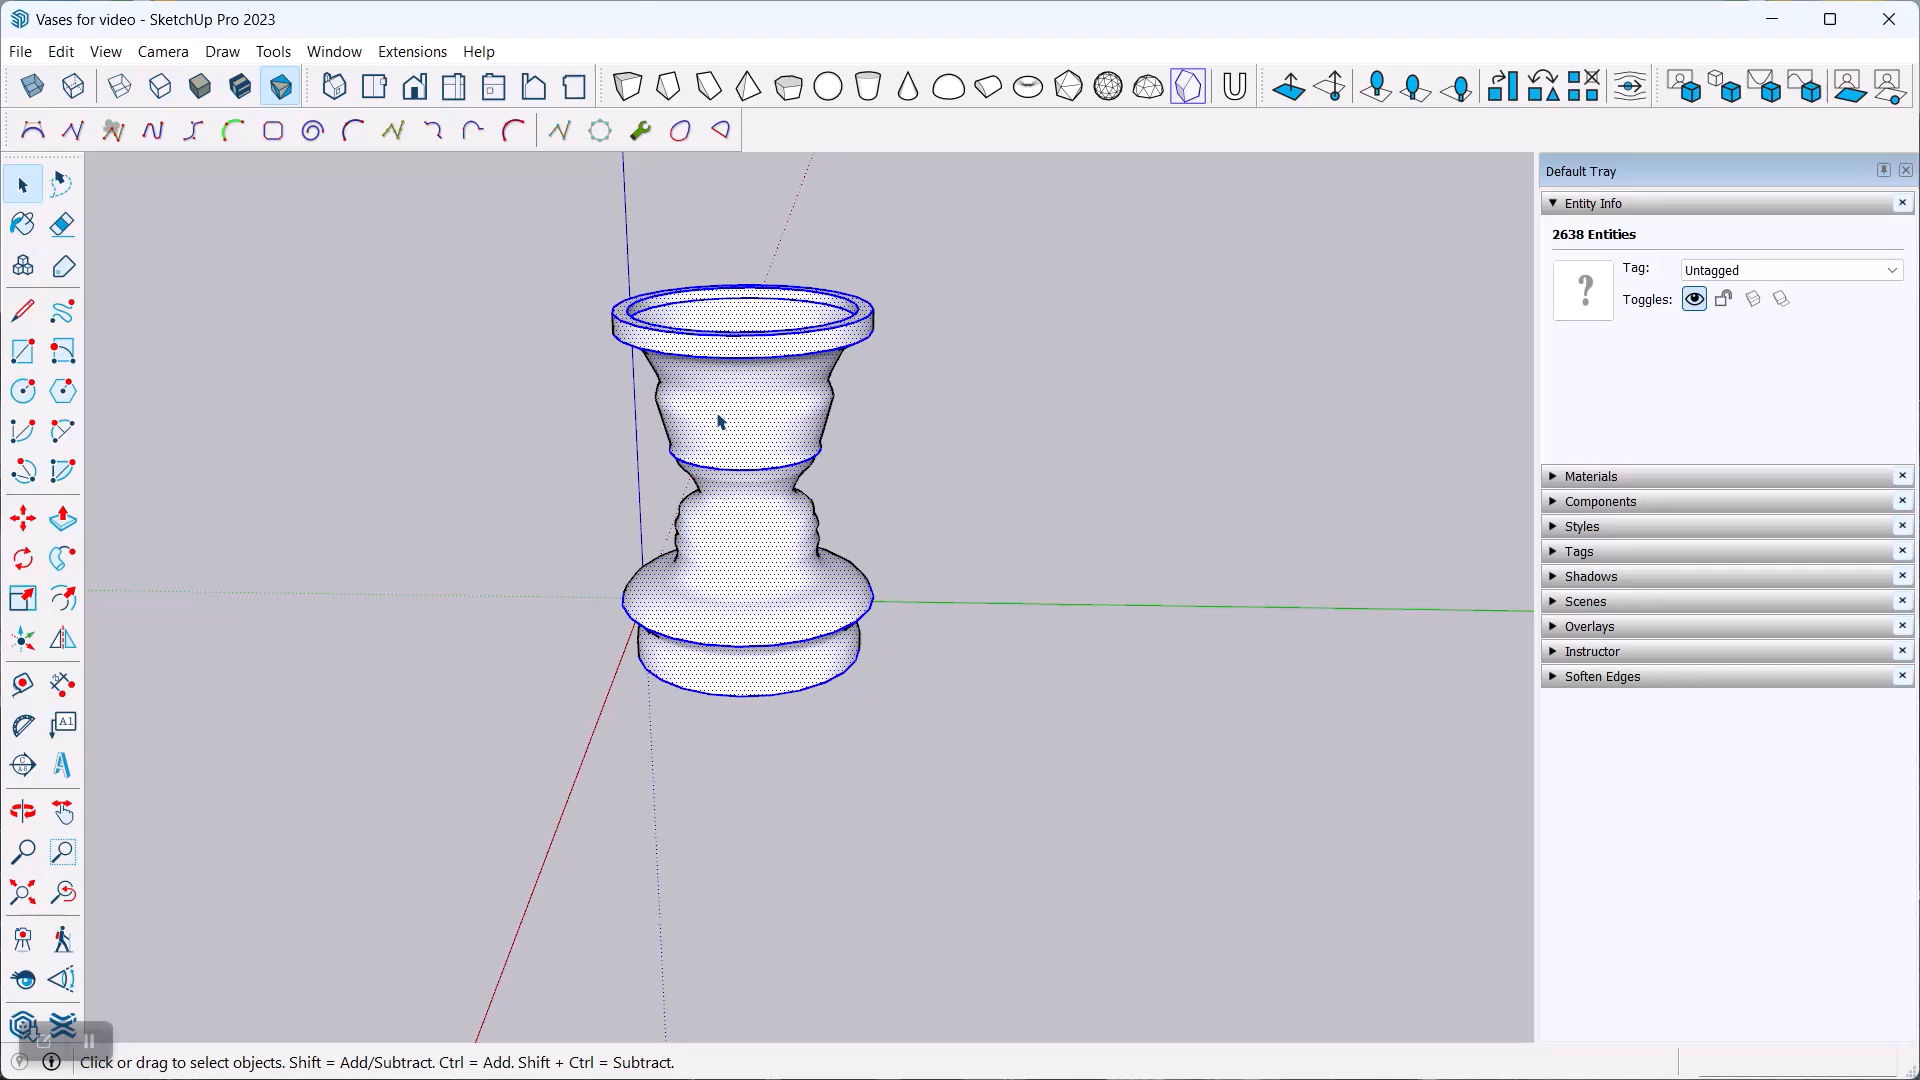 Vases for video - SketchUp Pro 2023
File Edit View Camera Draw Tools Window Extensions Help
Default Tray
Entity Info
2638 Entities
Tag: Untagged
?
Toggles:
Materials
Components
Styles
Tags
Shadows
Scenes
Overlays
Instructor
Soften Edges
A1
Click or drag to select objects. Shift = Add/Subtract. Ctrl = Add. Shift + Ctrl = Subtract.